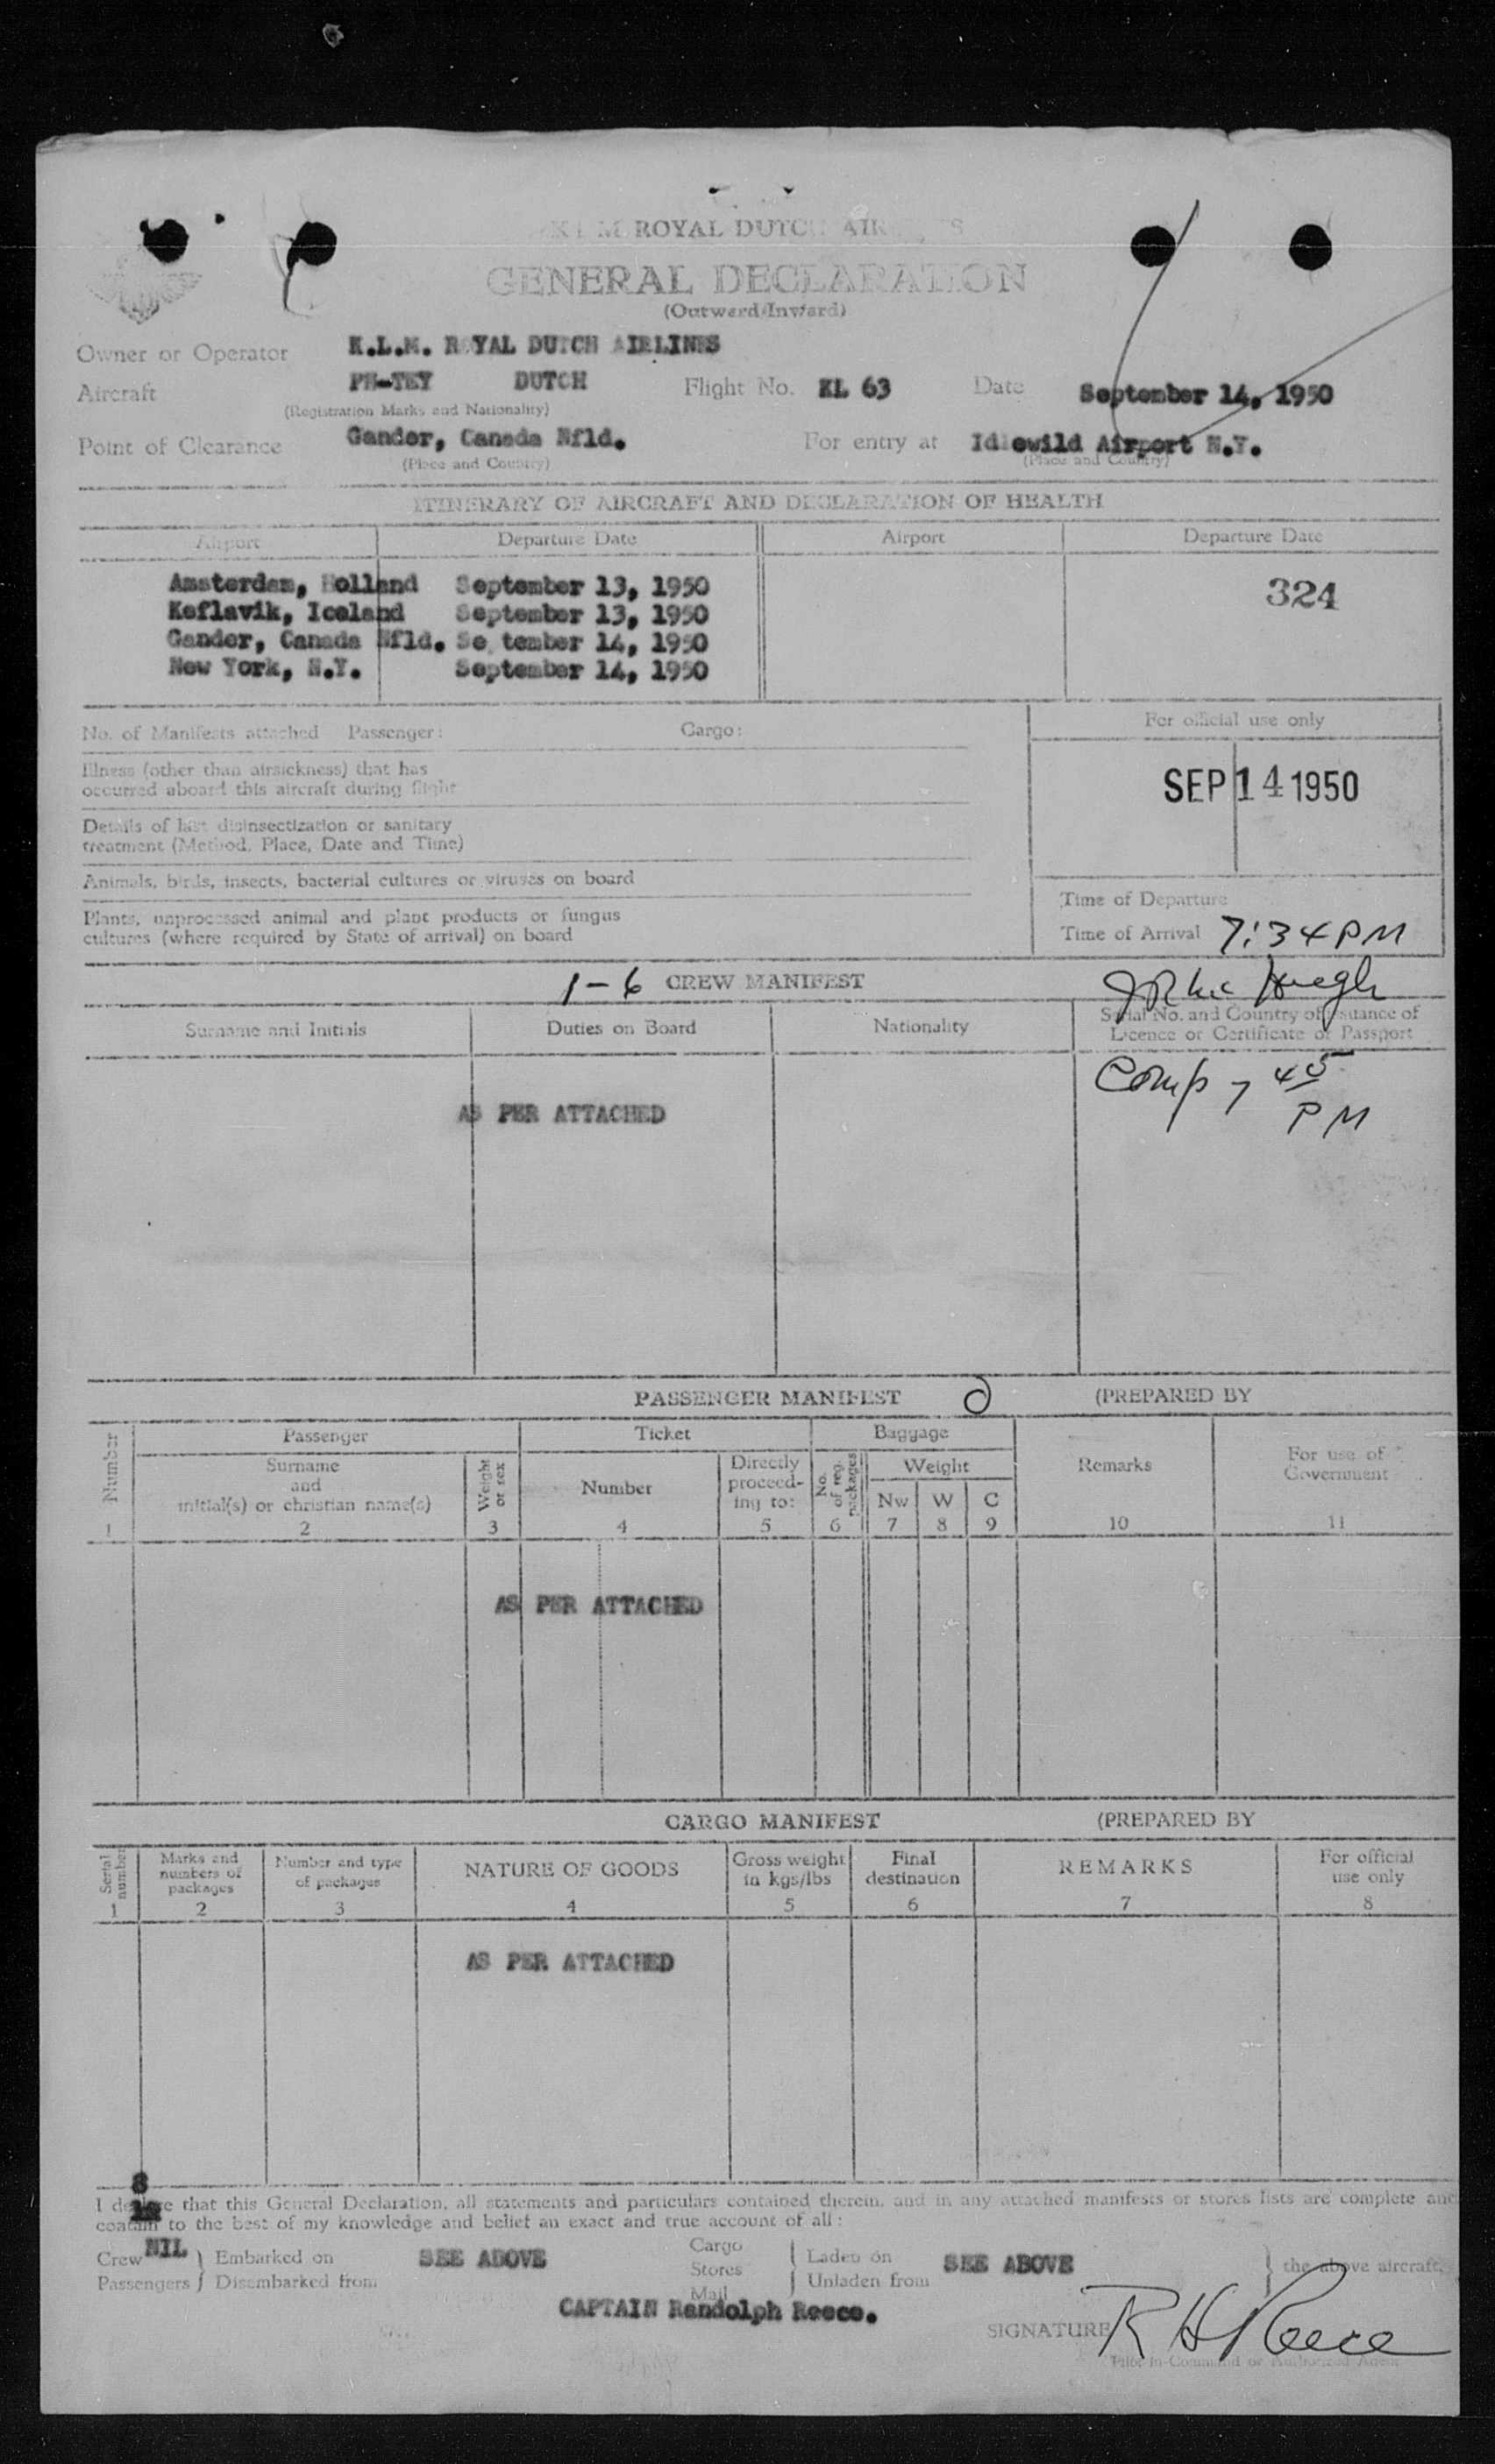 K L M ROYAL DUTCH AIR
GENERAL DECLARATION
(Outward/Inward)
Owner or Operator K.L.M. ROYAL DUTCH AIRLINES
Aircraft PH-TEY DUTCH Flight No. KL 63 Date September 14, 1950
(Registration Marks and Nationality)
Point of Clearance Gander, Canada Nfld. For entry at Idlewild Airport N.Y.
(Place and Country) (Place and Country)
ITINERARY OF AIRCRAFT AND DECLARATION OF HEALTH
Airport Departure Date Airport Departure Date
Amsterdam, Holland September 13, 1950 324
Keflavik, Iceland September 13, 1950
Gander, Canada Nfld. Se tember 14, 1950
New York, N.Y. September 14, 1950
No. of Manifests attached Passenger: Cargo: For official use only
Illness (other than airsickness) that has
occurred aboard this aircraft during flight
SEP 14 1950
Details of last disinsectization or sanitary
treatment (Method, Place, Date and Time)
Animals, birds, insects, bacterial cultures or viruses on board
Plants, unprocessed animal and plant products or fungus
cultures (where required by State of arrival) on board
Time of Departure
Time of Arrival 7:34 PM
1-6 CREW MANIFEST
Surname and Initials Duties on Board Nationality Serial No. and Country of Issuance of
Licence or Certificate or Passport
Comp 7 45
PM
AS PER ATTACHED
PASSENGER MANIFEST (PREPARED BY
Number Passenger Ticket Baggage Remarks For use of
Government
Surname
and
initial(s) or christian name(s) Weight or sex Number Directly
proceed-
ing to: No. of reg. packages Weight
Nw W C
1 2 3 4 5 6 7 8 9 10 11
AS PER ATTACHED
CARGO MANIFEST (PREPARED BY
Serial number Marks and
numbers of
packages Number and type
of packages NATURE OF GOODS Gross weight
in kgs/lbs Final
destination REMARKS For official
use only
1 2 3 4 5 6 7 8
AS PER ATTACHED
8
I declare that this General Declaration, all statements and particulars contained therein, and in any attached manifests or stores lists are complete and
contain to the best of my knowledge and belief an exact and true account of all:
Crew NIL Embarked on SEE ABOVE Cargo Laden on SEE ABOVE the above aircraft.
Passengers Disembarked from Stores Unladen from
Mail
CAPTAIN Randolph Reece.
SIGNATURE R H Reece
Pilot in Command or Authorized Agent